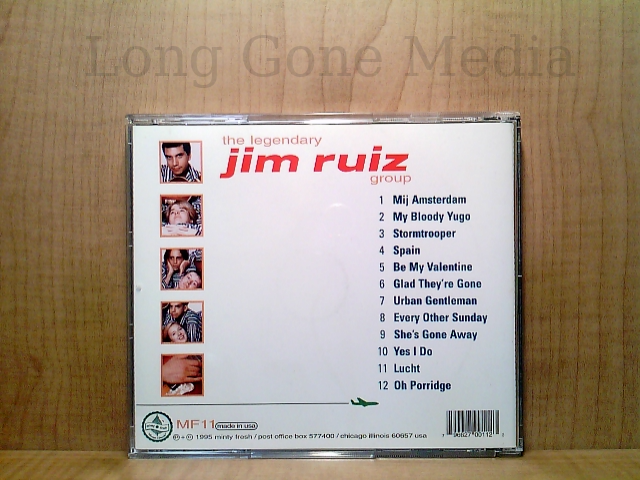 Long Gone Media
the legendary
jim ruiz
group
1 Mij Amsterdam
2 My Bloody Yugo
3 Stormtrooper
4 Spain
5 Be My Valentine
6 Glad They're Gone
7 Urban Gentleman
8 Every Other Sunday
9 She's Gone Away
10 Yes I Do
11 Lucht
12 Oh Porridge
MF11 made in usa
℗+© 1995 minty fresh / post office box 577400 / chicago illinois 60657 usa